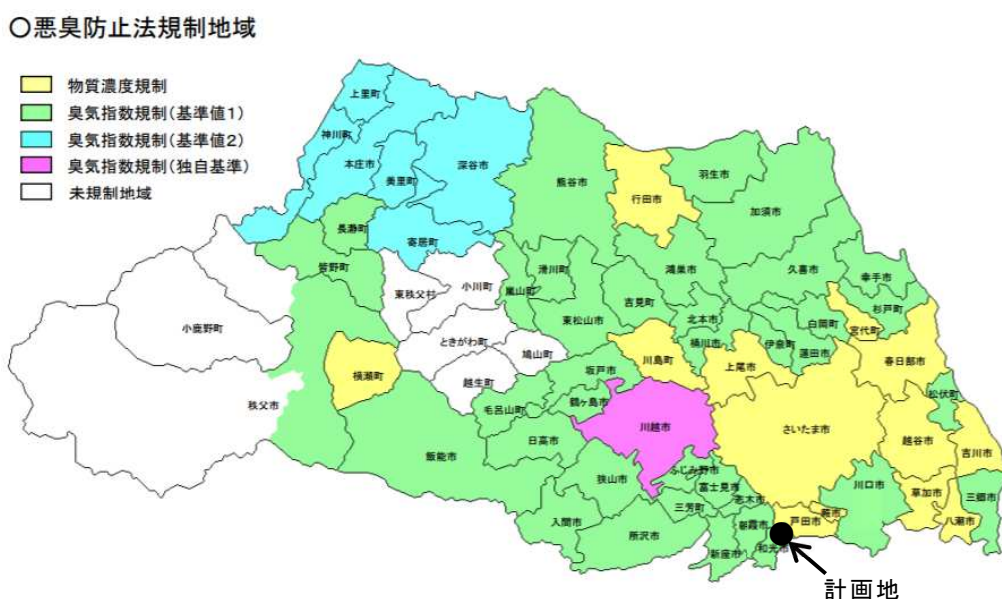 〇悪臭防止法規制地域
物質濃度規制
臭気指数規制(基準値1)
臭気指数規制(基準値2)
臭気指数規制(独自基準)
未規制地域
上里町
神川町
本庄市
美里町
深谷市
熊谷市
行田市
羽生市
加須市
長瀞町
寄居町
皆野町
東秩父村
小川町
嵐山町
滑川町
吉見町
鴻巣市
久喜市
幸手市
杉戸町
宮代町
白岡町
北本市
桶川市
伊奈町
蓮田市
小鹿野町
ときがわ町
鳩山町
東松山市
川島町
上尾市
春日部市
横瀬町
越生町
坂戸市
松伏町
秩父市
毛呂山町
鶴ヶ島市
川越市
さいたま市
越谷市
吉川市
日高市
飯能市
狭山市
ふじみ野市
富士見市
志木市
川口市
草加市
三郷市
入間市
所沢市
三芳町
朝霞市
戸田市
蕨市
八潮市
新座市
和光市
計画地